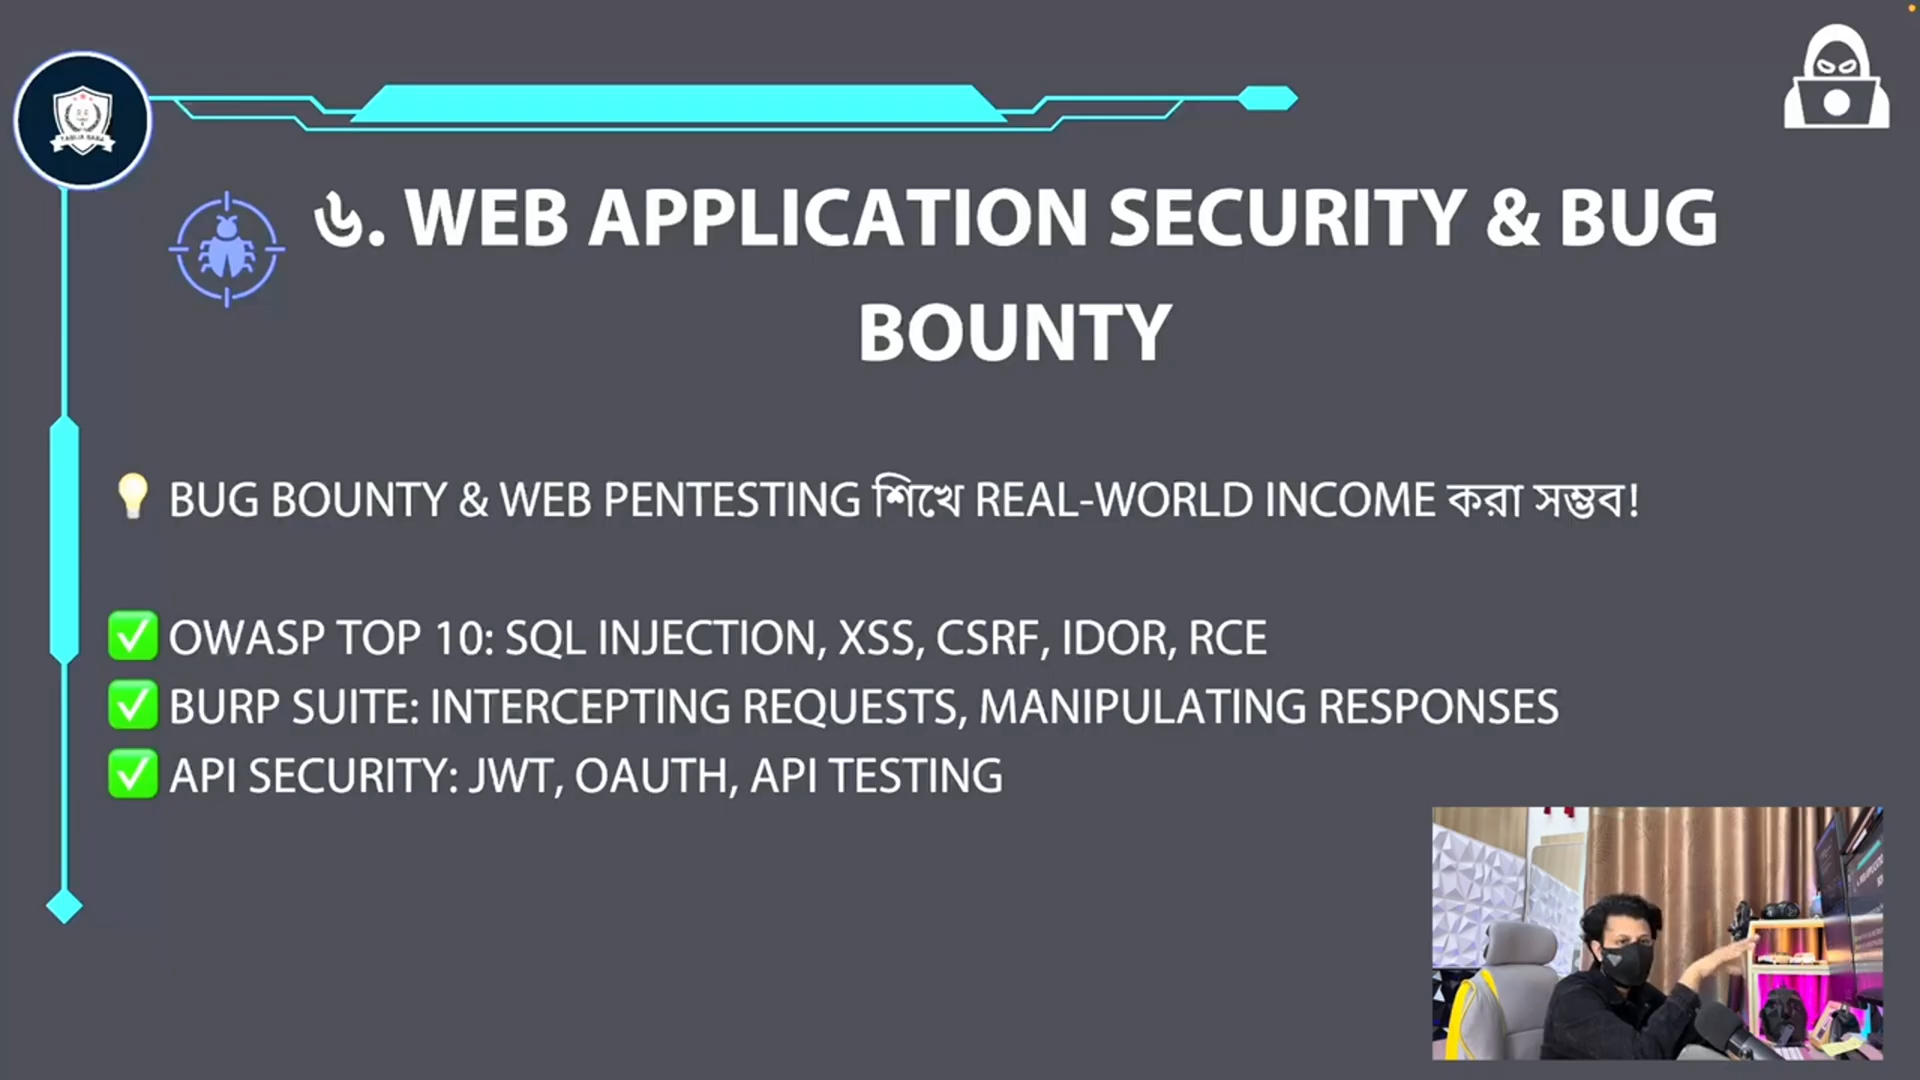 ৬. WEB APPLICATION SECURITY & BUG
BOUNTY
BUG BOUNTY & WEB PENTESTING শিখে REAL-WORLD INCOME করা সম্ভব!
OWASP TOP 10: SQL INJECTION, XSS, CSRF, IDOR, RCE
BURP SUITE: INTERCEPTING REQUESTS, MANIPULATING RESPONSES
API SECURITY: JWT, OAUTH, API TESTING